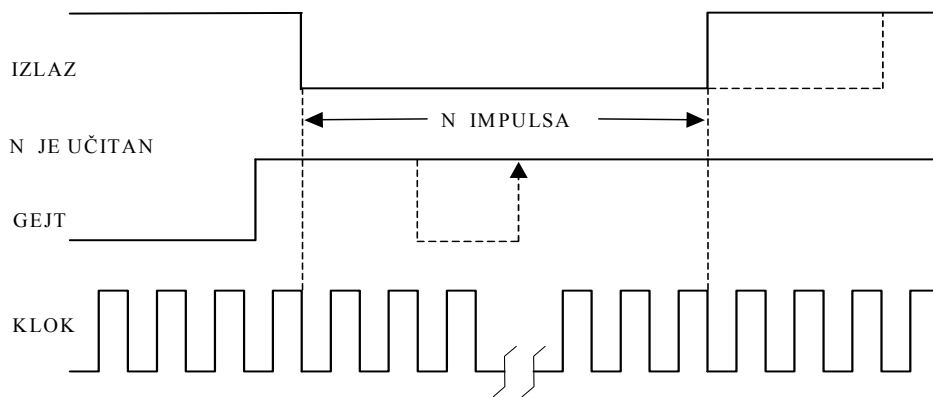 IZLAZ
N IMPULSA
N JE UČITAN
GEJT
KLOK